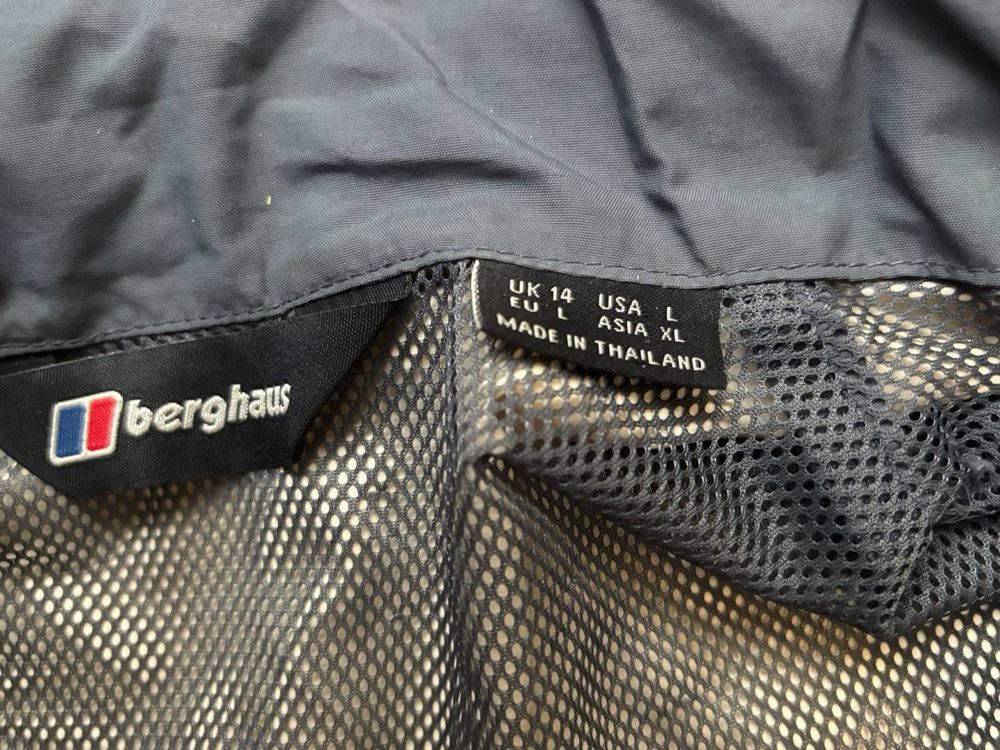 berghaus
UK 14 USA L
EU L ASIA XL
MADE IN THAILAND